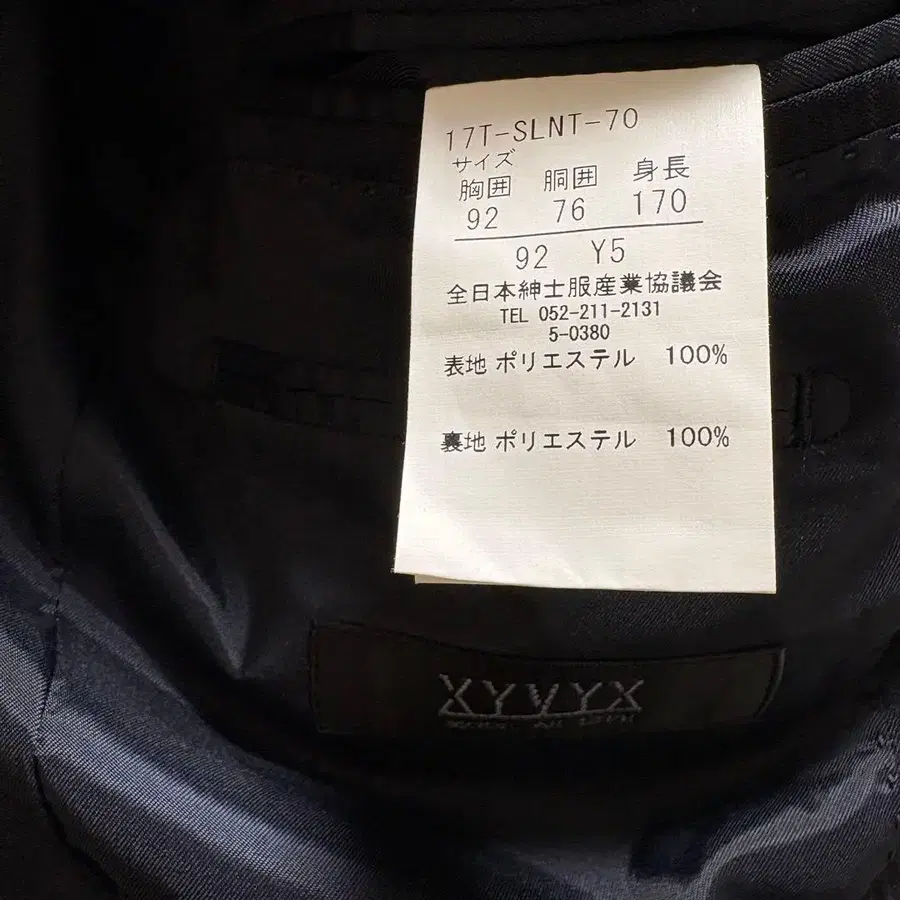 17T-SLNT-70
サイズ
胸囲 胴囲 身長
92 76 170
92 Y5
全日本紳士服産業協議会
TEL 052-211-2131
5-0380
表地 ポリエステル 100%
裏地 ポリエステル 100%
XYVYX